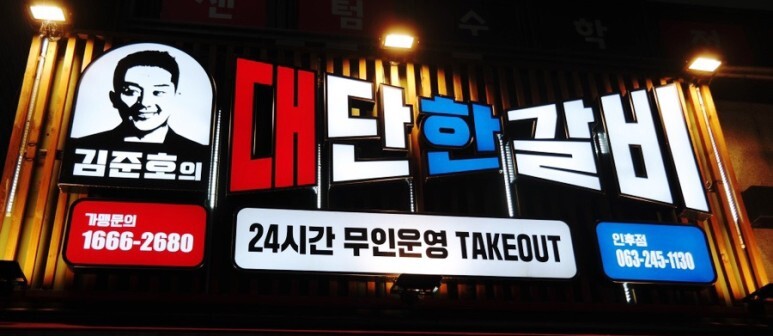 김준호의
대단한갈비
가맹문의
1666-2680
24시간 무인운영 TAKEOUT
인후점
063-245-1130